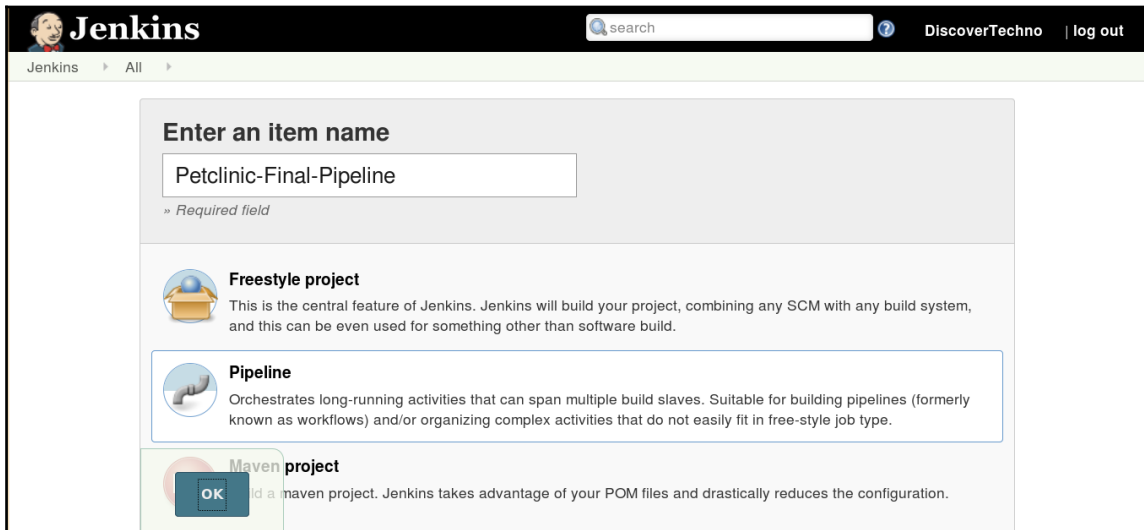 Jenkins
search
DiscoverTechno | log out
Jenkins All
Enter an item name
Petclinic-Final-Pipeline
» Required field
Freestyle project
This is the central feature of Jenkins. Jenkins will build your project, combining any SCM with any build system,
and this can be even used for something other than software build.
Pipeline
Orchestrates long-running activities that can span multiple build slaves. Suitable for building pipelines (formerly
known as workflows) and/or organizing complex activities that do not easily fit in free-style job type.
Maven project
OK
a maven project. Jenkins takes advantage of your POM files and drastically reduces the configuration.